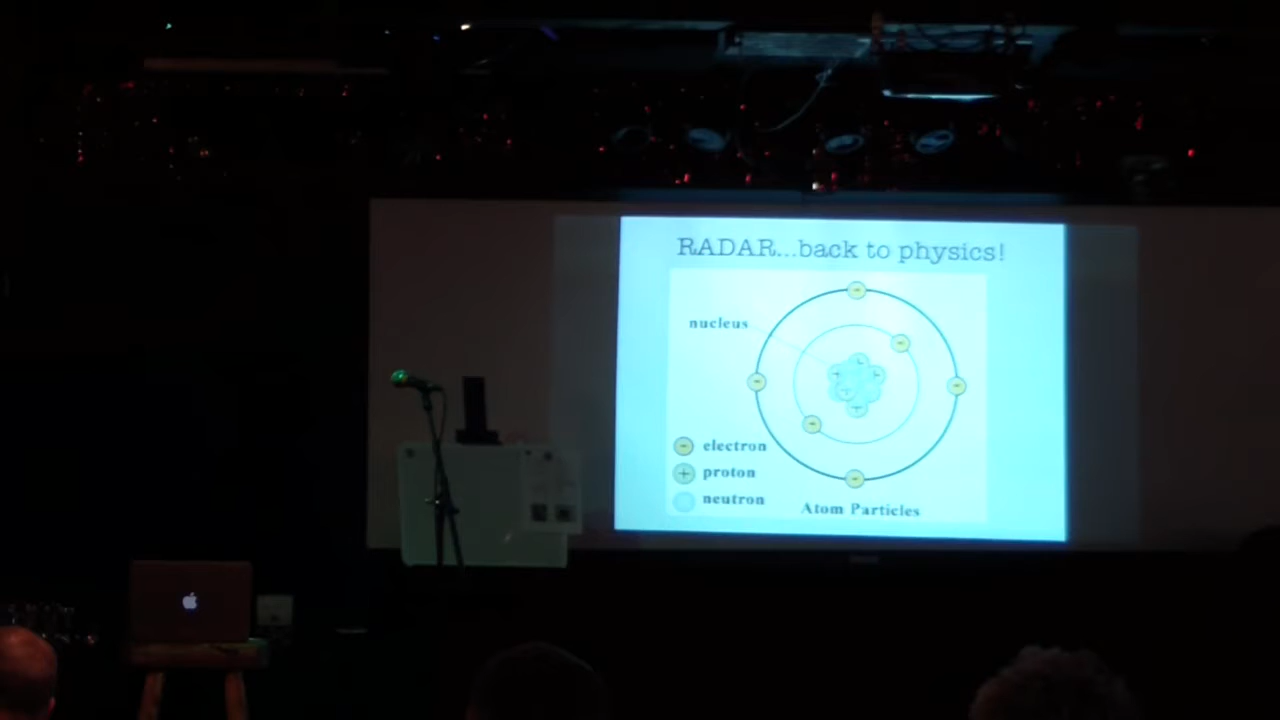 RADAR...back to physics!
nucleus
electron
proton
neutron
Atom Particles